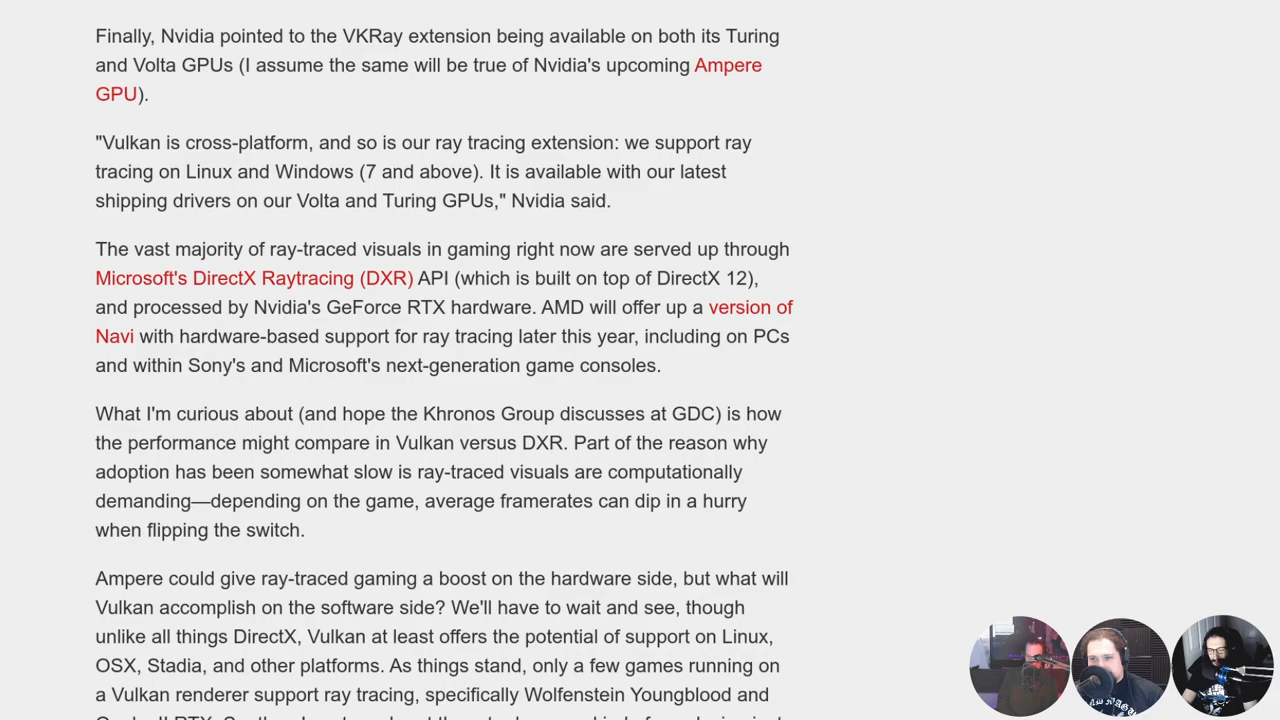 Finally, Nvidia pointed to the VKRay extension being available on both its Turing
and Volta GPUs (I assume the same will be true of Nvidia's upcoming Ampere
GPU).
"Vulkan is cross-platform, and so is our ray tracing extension: we support ray
tracing on Linux and Windows (7 and above). It is available with our latest
shipping drivers on our Volta and Turing GPUs," Nvidia said.
The vast majority of ray-traced visuals in gaming right now are served up through
Microsoft's DirectX Raytracing (DXR) API (which is built on top of DirectX 12),
and processed by Nvidia's GeForce RTX hardware. AMD will offer up a version of
Navi with hardware-based support for ray tracing later this year, including on PCs
and within Sony's and Microsoft's next-generation game consoles.
What I'm curious about (and hope the Khronos Group discusses at GDC) is how
the performance might compare in Vulkan versus DXR. Part of the reason why
adoption has been somewhat slow is ray-traced visuals are computationally
demanding—depending on the game, average framerates can dip in a hurry
when flipping the switch.
Ampere could give ray-traced gaming a boost on the hardware side, but what will
Vulkan accomplish on the software side? We'll have to wait and see, though
unlike all things DirectX, Vulkan at least offers the potential of support on Linux,
OSX, Stadia, and other platforms. As things stand, only a few games running on
a Vulkan renderer support ray tracing, specifically Wolfenstein Youngblood and